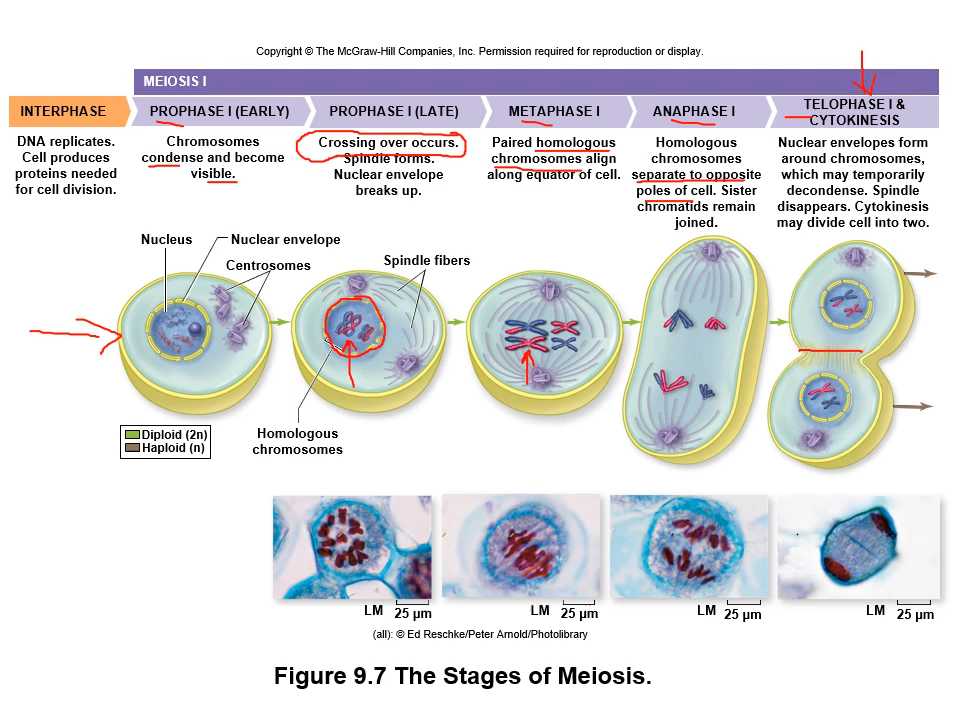 Copyright © The McGraw-Hill Companies, Inc. Permission required for reproduction or display.
MEIOSIS I
INTERPHASE
PROPHASE I (EARLY)
PROPHASE I (LATE)
METAPHASE I
ANAPHASE I
TELOPHASE I &
CYTOKINESIS
DNA replicates.
Cell produces
proteins needed
for cell division.
Chromosomes
condense and become
visible.
Crossing over occurs.
Spindle forms.
Nuclear envelope
breaks up.
Paired homologous
chromosomes align
along equator of cell.
Homologous
chromosomes
separate to opposite
poles of cell. Sister
chromatids remain
joined.
Nuclear envelopes form
around chromosomes,
which may temporarily
decondense. Spindle
disappears. Cytokinesis
may divide cell into two.
Nucleus
Nuclear envelope
Centrosomes
Spindle fibers
Homologous
chromosomes
Diploid (2n)
Haploid (n)
LM 25 µm
LM 25 µm
LM 25 µm
LM 25 µm
(all): © Ed Reschke/Peter Arnold/Photolibrary
Figure 9.7 The Stages of Meiosis.